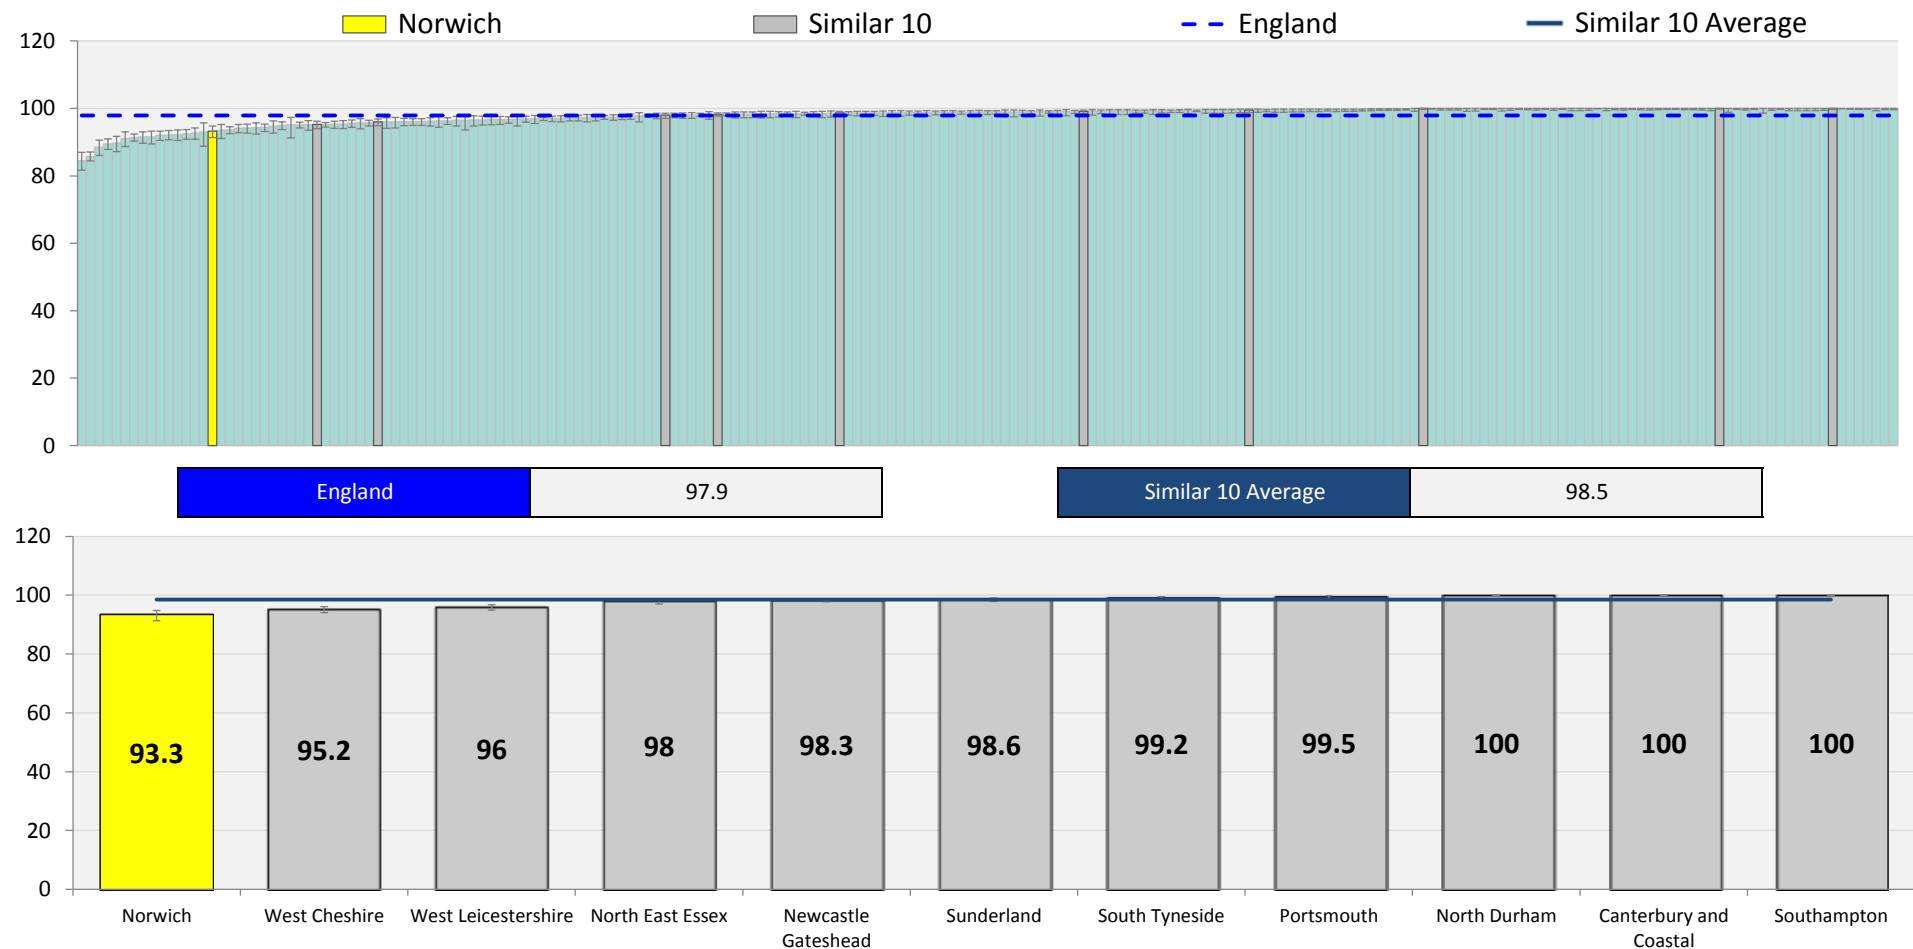 Norwich
Similar 10
England
Similar 10 Average
120
100
80
60
40
20
0
England 97.9
Similar 10 Average 98.5
120
100
80
60
40
20
0
93.3
95.2
96
98
98.3
98.6
99.2
99.5
100
100
100
Norwich
West Cheshire
West Leicestershire
North East Essex
Newcastle
Gateshead
Sunderland
South Tyneside
Portsmouth
North Durham
Canterbury and
Coastal
Southampton